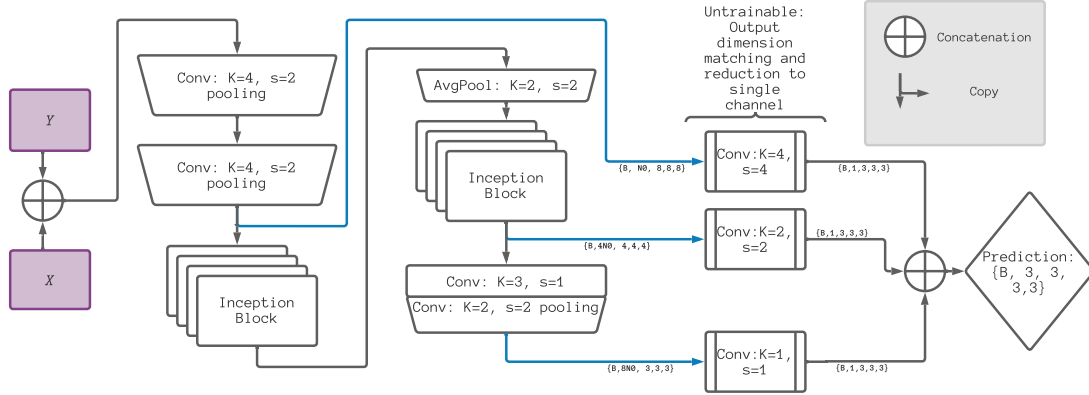 Y
X
Conv: K=4, s=2
pooling
Conv: K=4, s=2
pooling
Inception
Block
AvgPool: K=2, s=2
Inception
Block
Conv: K=3, s=1
Conv: K=2, s=2 pooling
{B, N0, 8,8,8}
{B,4N0, 4,4,4}
{B,8N0, 3,3,3}
Untrainable:
Output
dimension
matching and
reduction to
single
channel
Conv:K=4,
s=4
Conv:K=2,
s=2
Conv:K=1,
s=1
{B,1,3,3,3}
{B,1,3,3,3}
{B,1,3,3,3}
Concatenation
Copy
Prediction:
{B, 3, 3,
3,3}